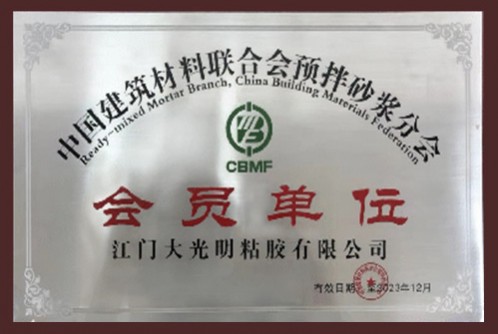 中国建筑材料联合会预拌砂浆分会
Ready-mixed Mortar Branch, China Building Materials Federation
CBMF
会员单位
江门大光明粘胶有限公司
有效日期：至2023年12月